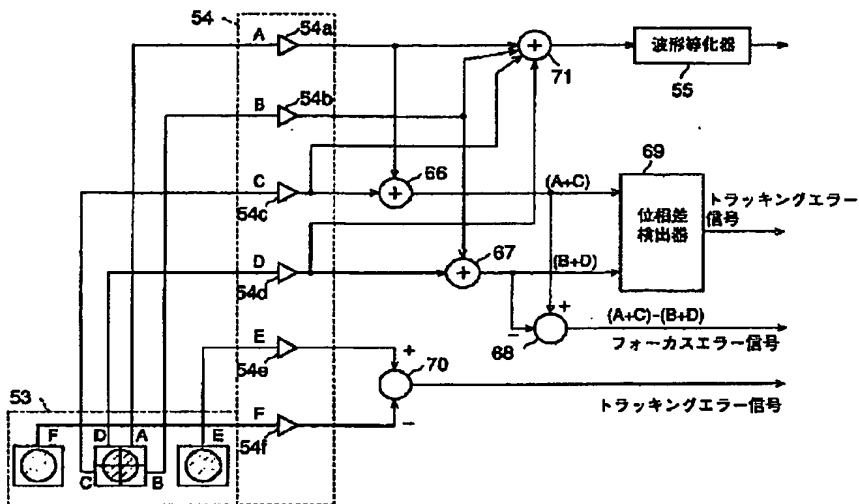 54
A
54a
71
波形等化器
55
B
54b
C
54c
66
(A+C)
69
位相差
検出器
トラッキングエラー
信号
D
54d
67
(B+D)
+
−
68
(A+C)-(B+D)
フォーカスエラー信号
E
54e
+
70
トラッキングエラー信号
53
F
54f
−
F
D
A
E
C
B